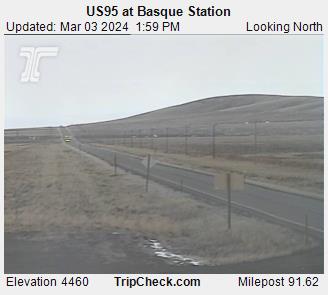 US95 at Basque Station
Updated: Mar 03 2024 1:59 PM Looking North
Elevation 4460 TripCheck.com Milepost 91.62